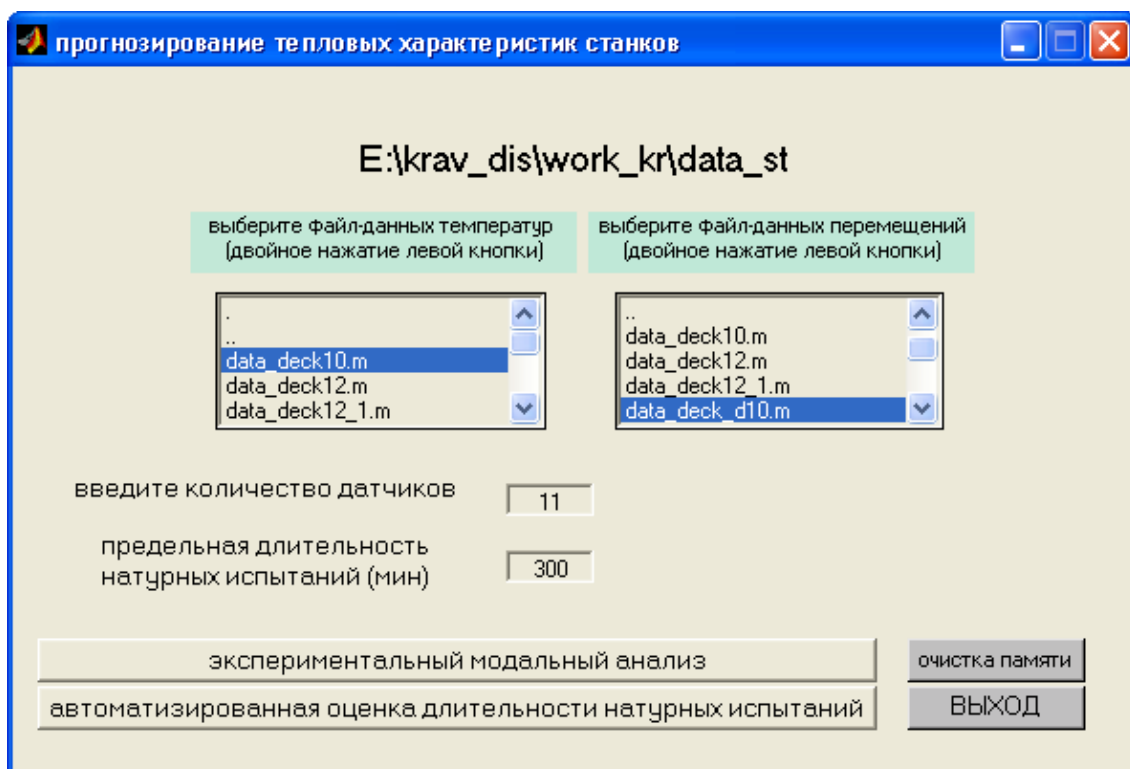 прогнозирование тепловых характеристик станков
E:\krav_dis\work_kr\data_st
выберите файл-данных температур
(двойное нажатие левой кнопки)
выберите файл-данных перемещений
(двойное нажатие левой кнопки)
.
..
data_deck10.m
data_deck12.m
data_deck12_1.m
..
data_deck10.m
data_deck12.m
data_deck12_1.m
data_deck_d10.m
введите количество датчиков
11
предельная длительность
натурных испытаний (мин)
300
экспериментальный модальный анализ
очистка памяти
автоматизированная оценка длительности натурных испытаний
ВЫХОД